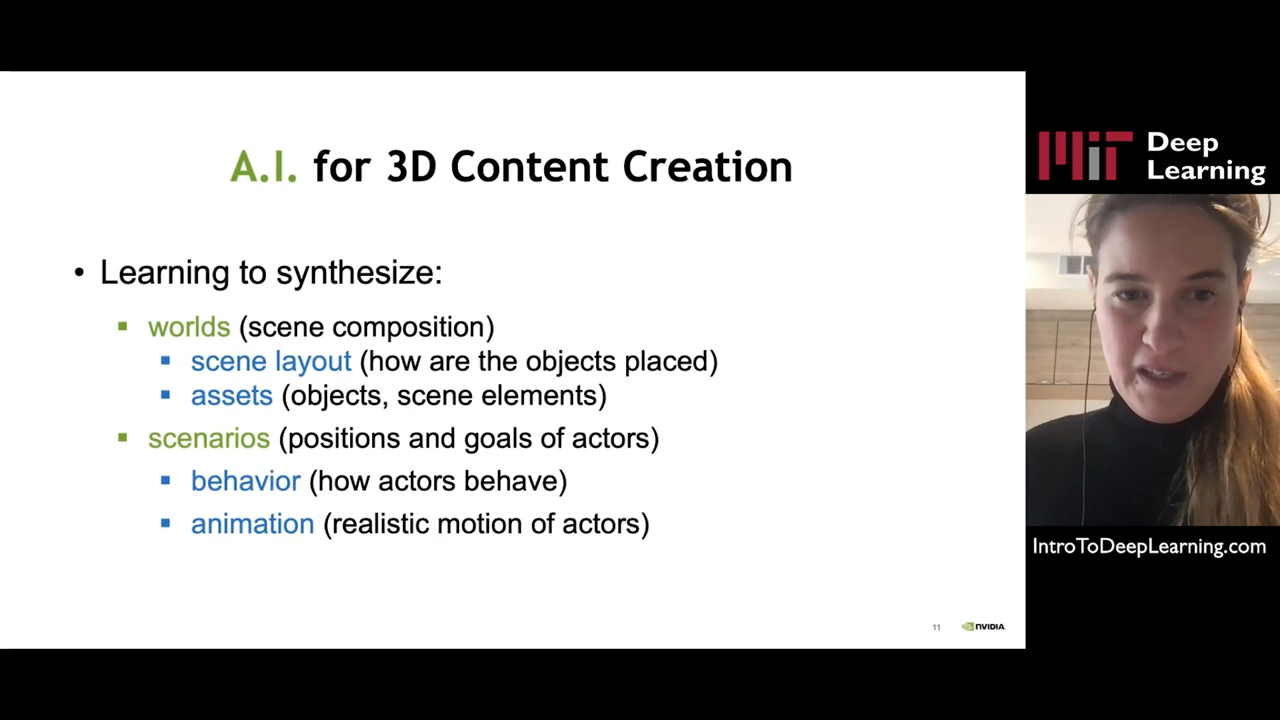 A.I. for 3D Content Creation
• Learning to synthesize:
▪ worlds (scene composition)
▪ scene layout (how are the objects placed)
▪ assets (objects, scene elements)
▪ scenarios (positions and goals of actors)
▪ behavior (how actors behave)
▪ animation (realistic motion of actors)
11
NVIDIA.
MIT
Deep
Learning
IntroToDeepLearning.com